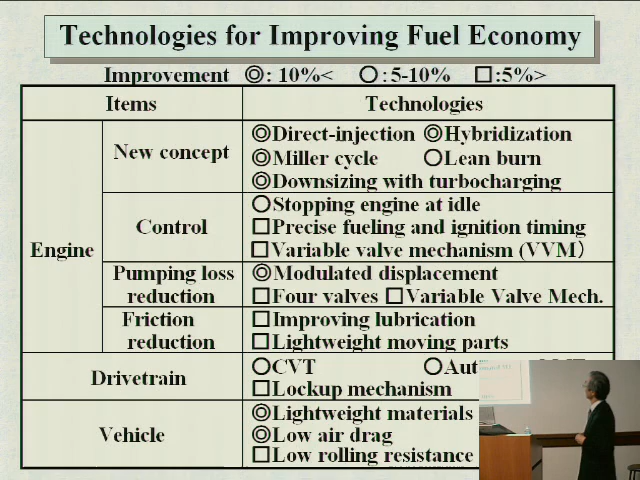 Technologies for Improving Fuel Economy
Improvement ◎: 10%< ○:5-10% □:5%>
Items Technologies
Engine
New concept
◎Direct-injection ◎Hybridization
◎Miller cycle ○Lean burn
◎Downsizing with turbocharging
Control
○Stopping engine at idle
□Precise fueling and ignition timing
□Variable valve mechanism (VVM)
Pumping loss
reduction
◎Modulated displacement
□Four valves □Variable Valve Mech.
Friction
reduction
□Improving lubrication
□Lightweight moving parts
Drivetrain
○CVT ○
□Lockup mechanism
Vehicle
◎Lightweight materials
◎Low air drag
□Low rolling resistance